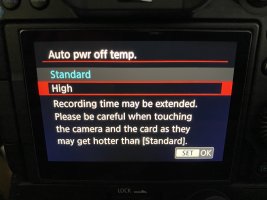 Auto pwr off temp.
Standard
High
Recording time may be extended.
Please be careful when touching
the camera and the card as they
may get hotter than [Standard].
SET OK
LOCK